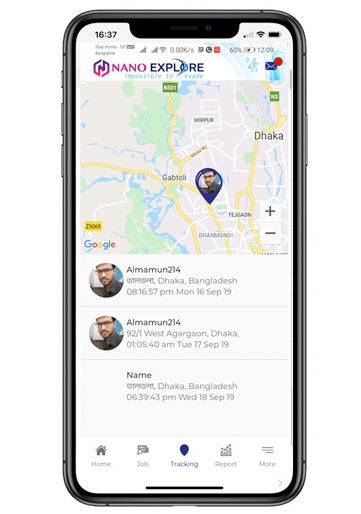 16:37
Stay Home - GP
Banglalink
0.00K/s
60%
12:09
NANO EXPLORE
impossible to evade
N501
N3
MIRPUR
Dhaka
Mazar Rd
Gabtoli
TEJGAON
Z5069
DHANMONDI
Google
+
−
Almamun214
তালতলা, Dhaka, Bangladesh
08:16:57 pm Mon 16 Sep 19
Almamun214
92/1 West Agargaon, Dhaka,
01:05:40 am Tue 17 Sep 19
Name
তালতলা, Dhaka, Bangladesh
06:39:43 pm Wed 18 Sep 19
Home
Job
Tracking
Report
More